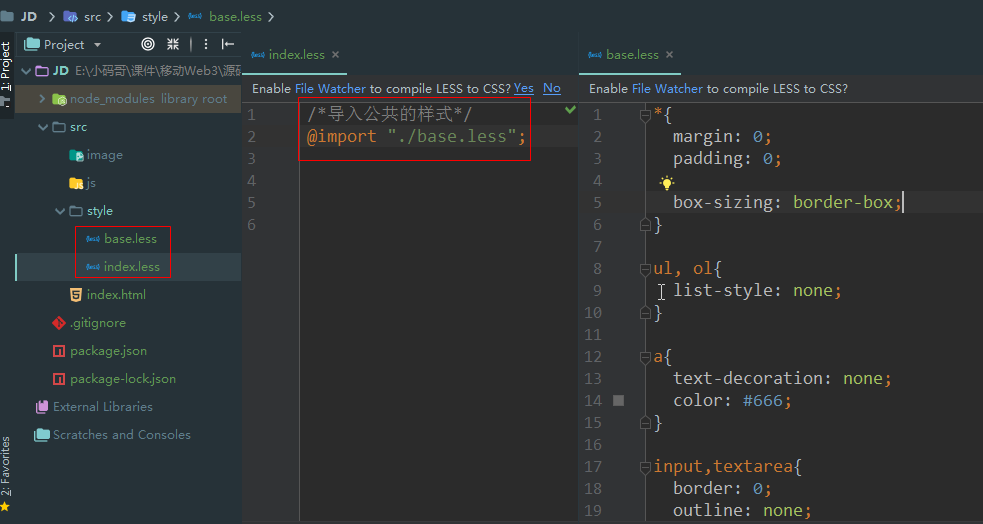 JD > src > style > base.less >
1: Project
Project
index.less ×
base.less ×
JD E:\小码哥\课件\移动Web3\源码
node_modules library root
src
image
js
style
base.less
index.less
index.html
.gitignore
package.json
package-lock.json
External Libraries
Scratches and Consoles
2: Favorites
Enable File Watcher to compile LESS to CSS? Yes No
1 /*导入公共的样式*/
2 @import "./base.less";
3
4
5
6
Enable File Watcher to compile LESS to CSS?
1 *{
2 margin: 0;
3 padding: 0;
4
5 box-sizing: border-box;
6 }
7
8 ul, ol{
9 list-style: none;
10 }
11
12 a{
13 text-decoration: none;
14 color: #666;
15 }
16
17 input,textarea{
18 border: 0;
19 outline: none;